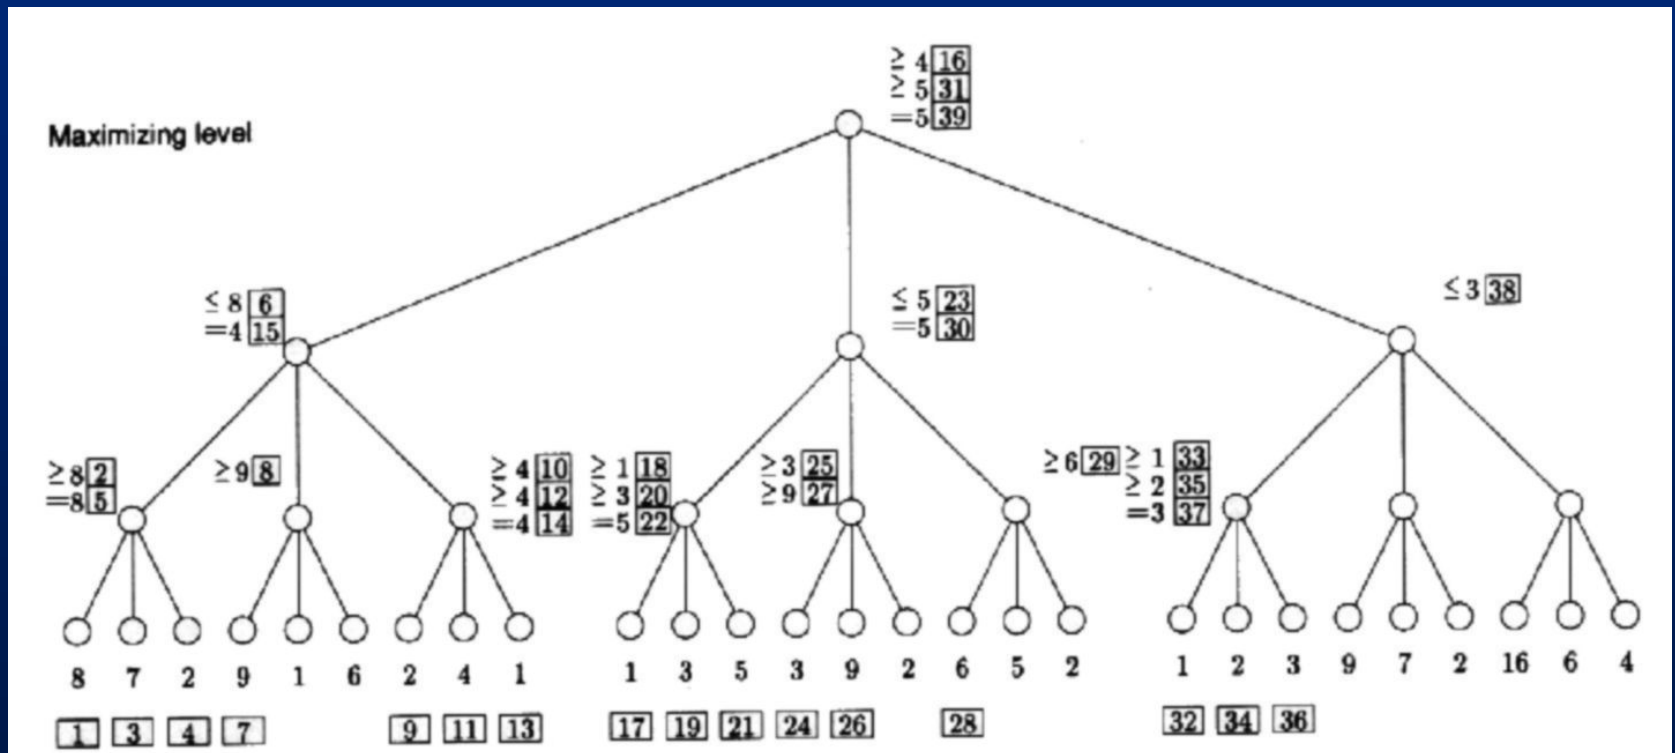 ≥ 4 16
≥ 5 31
=5 39
Maximizing level
≤ 8 6
=4 15
≤ 5 23
=5 30
≤ 3 38
≥8 2
=8 5
≥9 8
≥ 4 10
≥ 4 12
=4 14
≥ 1 18
≥ 3 20
=5 22
≥3 25
≥9 27
≥6 29
≥ 1 33
≥ 2 35
=3 37
8 7 2 9 1 6 2 4 1 1 3 5 3 9 2 6 5 2 1 2 3 9 7 2 16 6 4
1 3 4 7 9 11 13 17 19 21 24 26 28 32 34 36